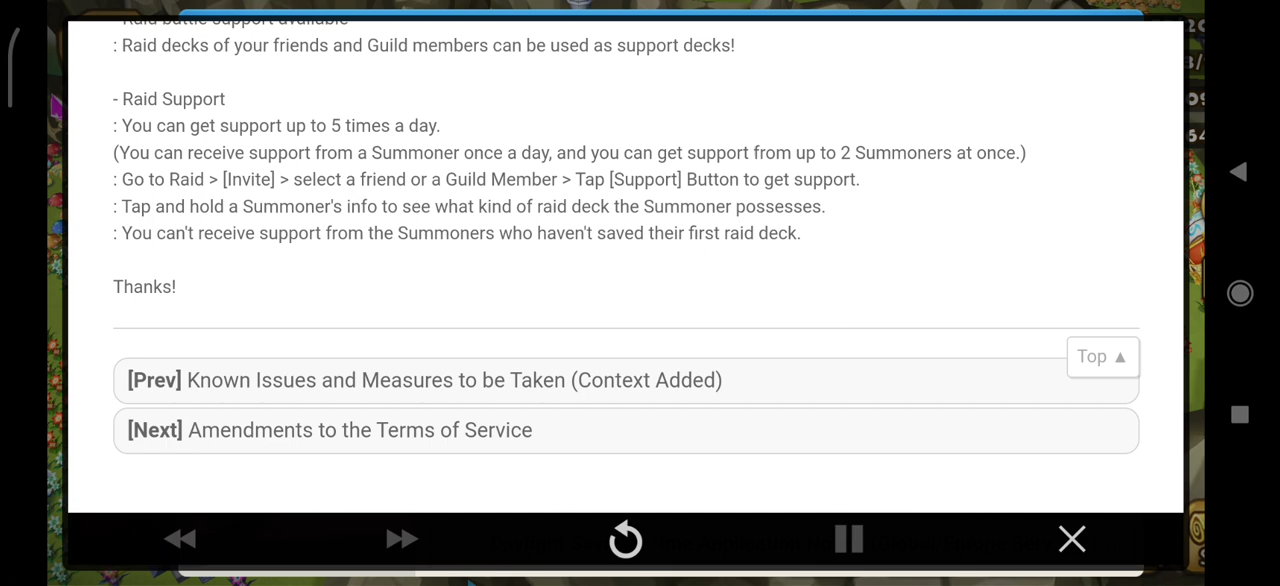 - Raid battle support available
: Raid decks of your friends and Guild members can be used as support decks!
- Raid Support
: You can get support up to 5 times a day.
(You can receive support from a Summoner once a day, and you can get support from up to 2 Summoners at once.)
: Go to Raid > [Invite] > select a friend or a Guild Member > Tap [Support] Button to get support.
: Tap and hold a Summoner's info to see what kind of raid deck the Summoner possesses.
: You can't receive support from the Summoners who haven't saved their first raid deck.
Thanks!
Top ▲
[Prev] Known Issues and Measures to be Taken (Context Added)
[Next] Amendments to the Terms of Service